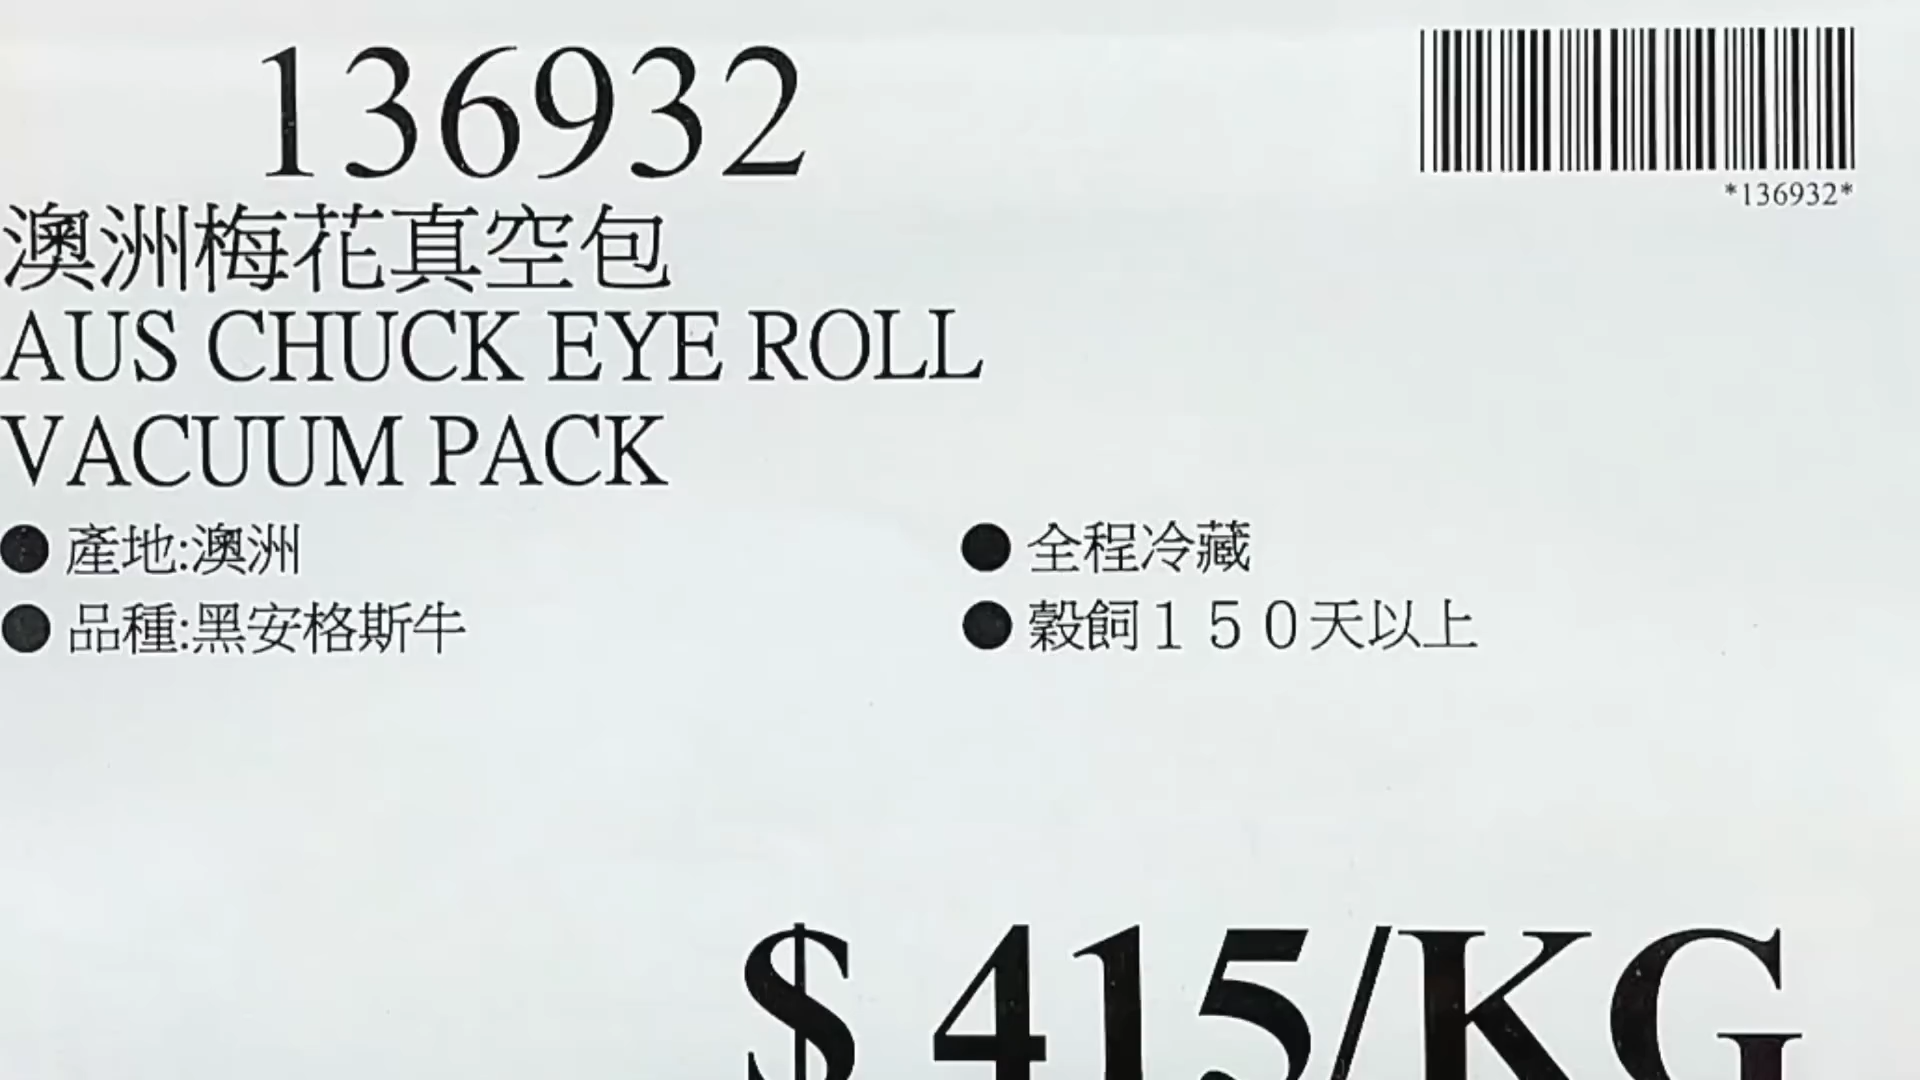 136932
*136932*
澳洲梅花真空包
AUS CHUCK EYE ROLL
VACUUM PACK
● 產地:澳洲
● 全程冷藏
● 品種:黑安格斯牛
● 穀飼１５０天以上
$ 415/KG